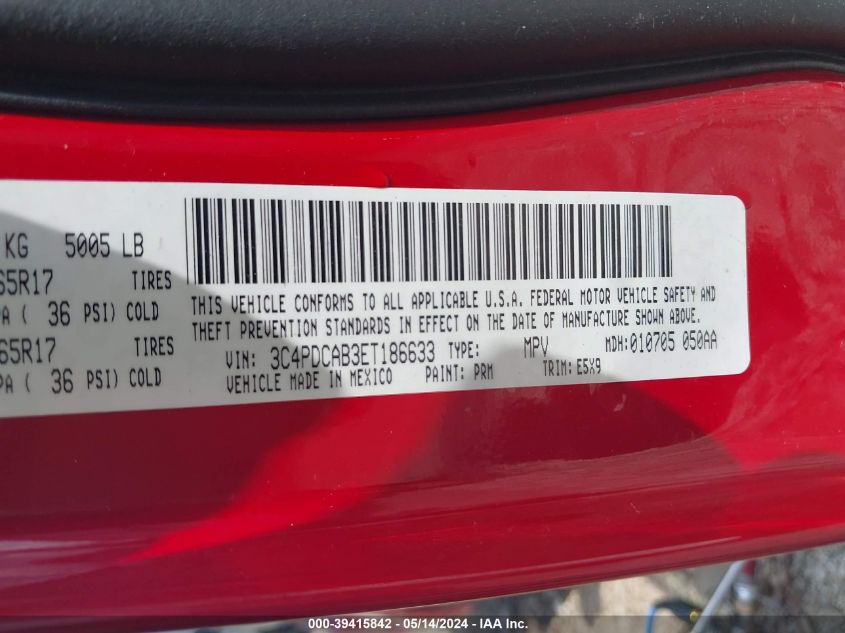 KG 5005 LB
65R17 TIRES
PA ( 36 PSI) COLD
65R17 TIRES
PA ( 36 PSI) COLD
THIS VEHICLE CONFORMS TO ALL APPLICABLE U.S.A. FEDERAL MOTOR VEHICLE SAFETY AND
THEFT PREVENTION STANDARDS IN EFFECT ON THE DATE OF MANUFACTURE SHOWN ABOVE.
VIN: 3C4PDCAB3ET186633 TYPE: MPV MDH: 010705 050AA
VEHICLE MADE IN MEXICO PAINT: PRM TRIM: E5X9
000-39415842 - 05/14/2024 - IAA Inc.